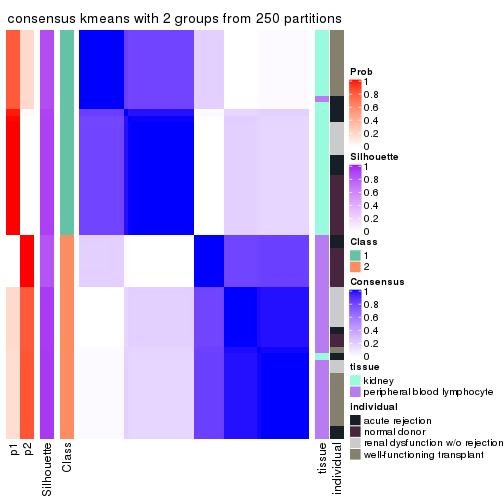 consensus kmeans with 2 groups from 250 partitions
Prob
1
0.8
0.6
0.4
0.2
0
Silhouette
1
0.8
0.6
0.4
0.2
0
Class
1
2
Consensus
1
0.8
0.6
0.4
0.2
0
tissue
kidney
peripheral blood lymphocyte
individual
acute rejection
normal donor
renal dysfunction w/o rejection
well-functioning transplant
p1
p2
Silhouette
Class
tissue
individual